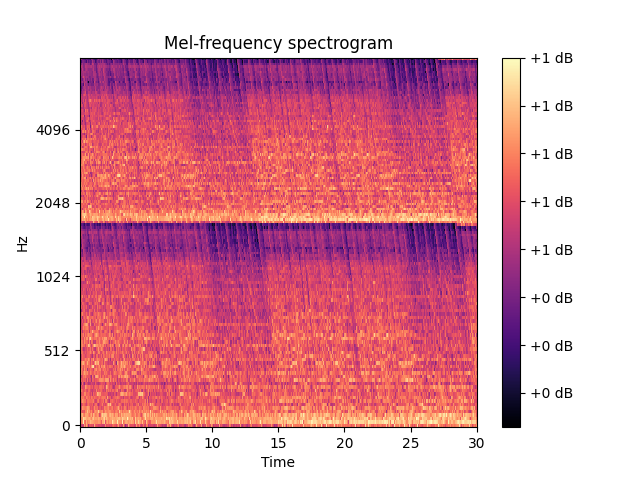 Mel-frequency spectrogram
Hz
4096
2048
1024
512
0
0 5 10 15 20 25 30
Time
+1 dB
+1 dB
+1 dB
+1 dB
+1 dB
+0 dB
+0 dB
+0 dB